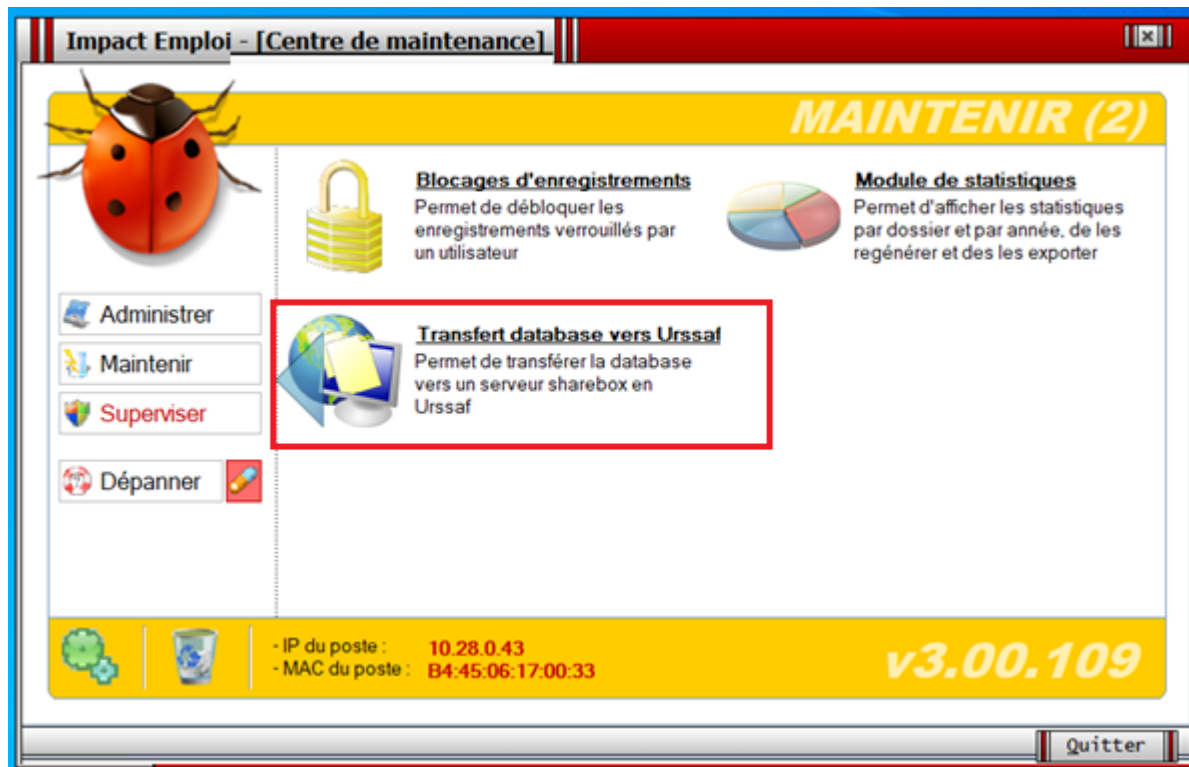 Impact Emploi - [Centre de maintenance]
MAINTENIR (2)
Blocages d'enregistrements
Permet de débloquer les
enregistrements verrouillés par
un utilisateur
Module de statistiques
Permet d'afficher les statistiques
par dossier et par année, de les
regénérer et des les exporter
Administrer
Maintenir
Superviser
Dépanner
Transfert database vers Urssaf
Permet de transférer la database
vers un serveur sharebox en
Urssaf
- IP du poste : 10.28.0.43
- MAC du poste : B4:45:06:17:00:33
v3.00.109
Quitter